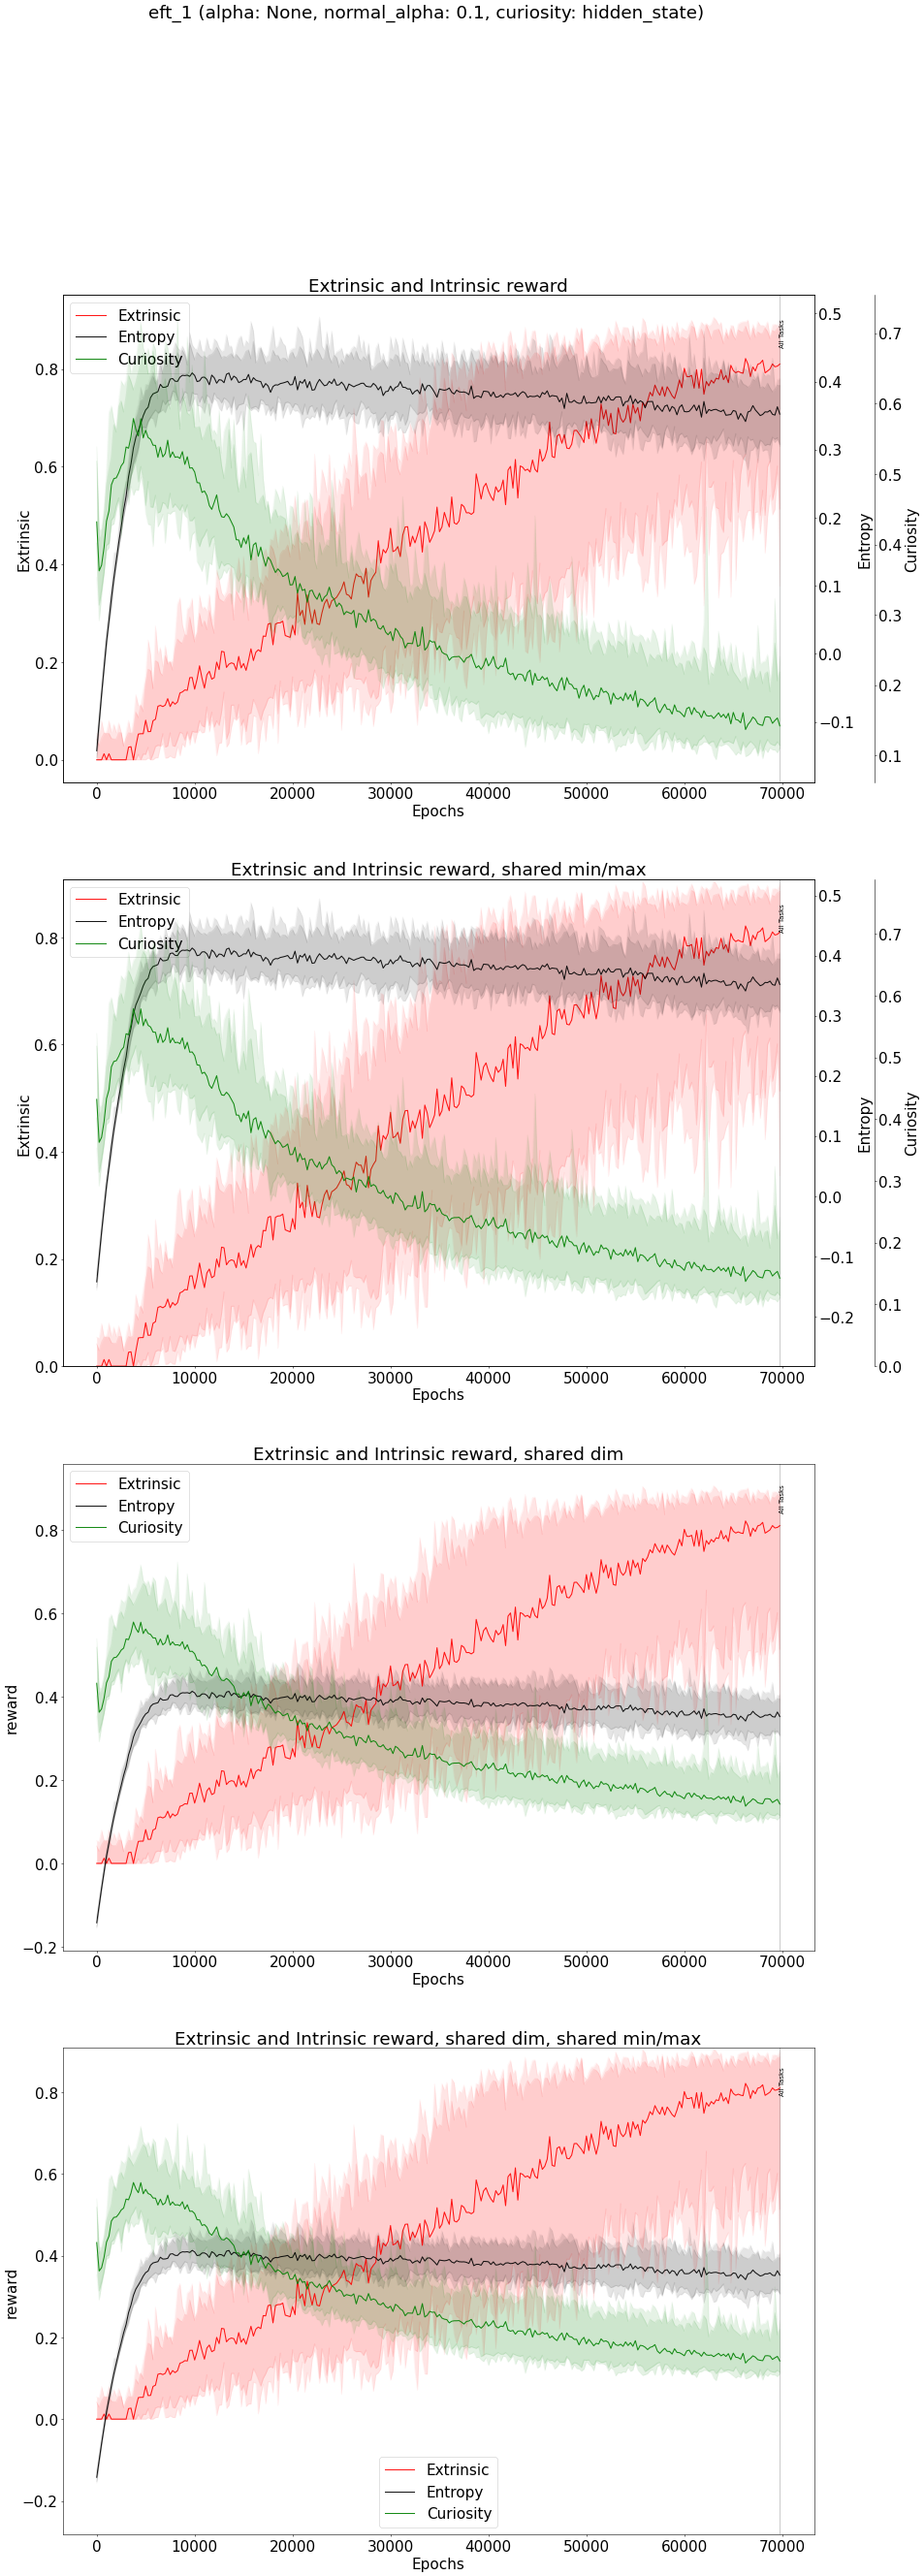 eft_1 (alpha: None, normal_alpha: 0.1, curiosity: hidden_state)
Extrinsic and Intrinsic reward
Extrinsic
Entropy
Curiosity
All Tasks
0.8
0.6
0.4
0.2
0.0
Extrinsic
0.5
0.4
0.3
0.2
0.1
0.0
−0.1
Entropy
0.7
0.6
0.5
0.4
0.3
0.2
0.1
Curiosity
0 10000 20000 30000 40000 50000 60000 70000
Epochs
Extrinsic and Intrinsic reward, shared min/max
Extrinsic
Entropy
Curiosity
All Tasks
0.8
0.6
0.4
0.2
0.0
Extrinsic
0.5
0.4
0.3
0.2
0.1
0.0
−0.1
−0.2
Entropy
0.7
0.6
0.5
0.4
0.3
0.2
0.1
0.0
Curiosity
0 10000 20000 30000 40000 50000 60000 70000
Epochs
Extrinsic and Intrinsic reward, shared dim
Extrinsic
Entropy
Curiosity
All Tasks
0.8
0.6
0.4
0.2
0.0
−0.2
reward
0 10000 20000 30000 40000 50000 60000 70000
Epochs
Extrinsic and Intrinsic reward, shared dim, shared min/max
All Tasks
0.8
0.6
0.4
0.2
0.0
−0.2
reward
Extrinsic
Entropy
Curiosity
0 10000 20000 30000 40000 50000 60000 70000
Epochs